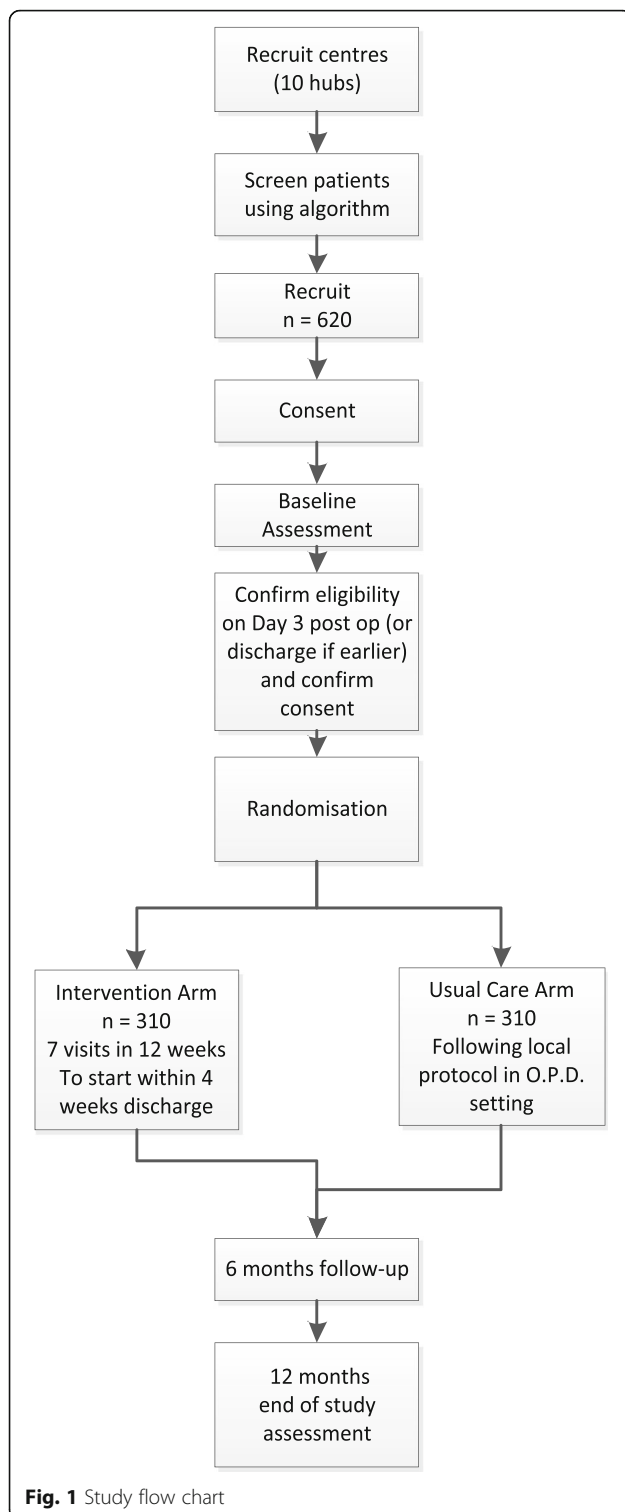 Recruit centres
(10 hubs)
Screen patients
using algorithm
Recruit
n = 620
Consent
Baseline
Assessment
Confirm eligibility
on Day 3 post op (or
discharge if earlier)
and confirm
consent
Randomisation
Intervention Arm
n = 310
7 visits in 12 weeks
To start within 4
weeks discharge
Usual Care Arm
n = 310
Following local
protocol in O.P.D.
setting
6 months follow-up
12 months
end of study
assessment
Fig. 1 Study flow chart